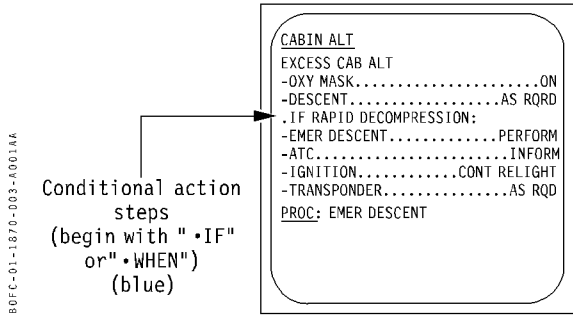 CABIN ALT
EXCESS CAB ALT
-OXY MASK......................ON
-DESCENT..................AS RQRD
.IF RAPID DECOMPRESSION:
-EMER DESCENT.............PERFORM
-ATC.......................INFORM
-IGNITION............CONT RELIGHT
-TRANSPONDER...............AS RQD
PROC: EMER DESCENT
Conditional action
steps
(begin with "•IF"
or"•WHEN")
(blue)
B0FC-01-1870-003-A001AA